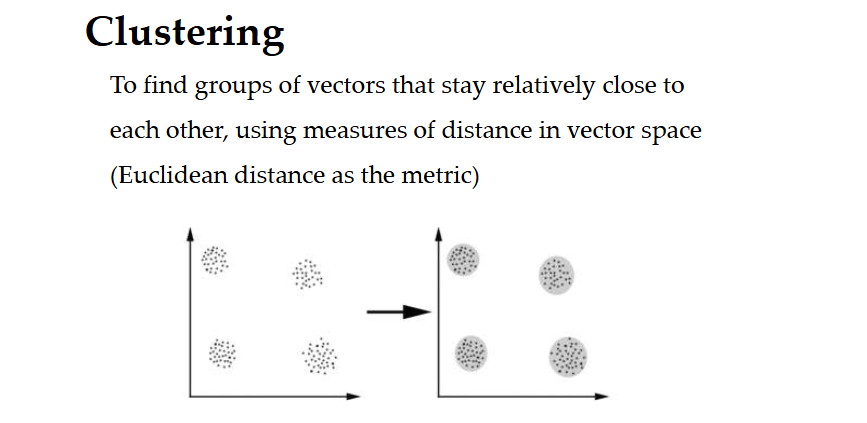 Clustering
To find groups of vectors that stay relatively close to
each other, using measures of distance in vector space
(Euclidean distance as the metric)